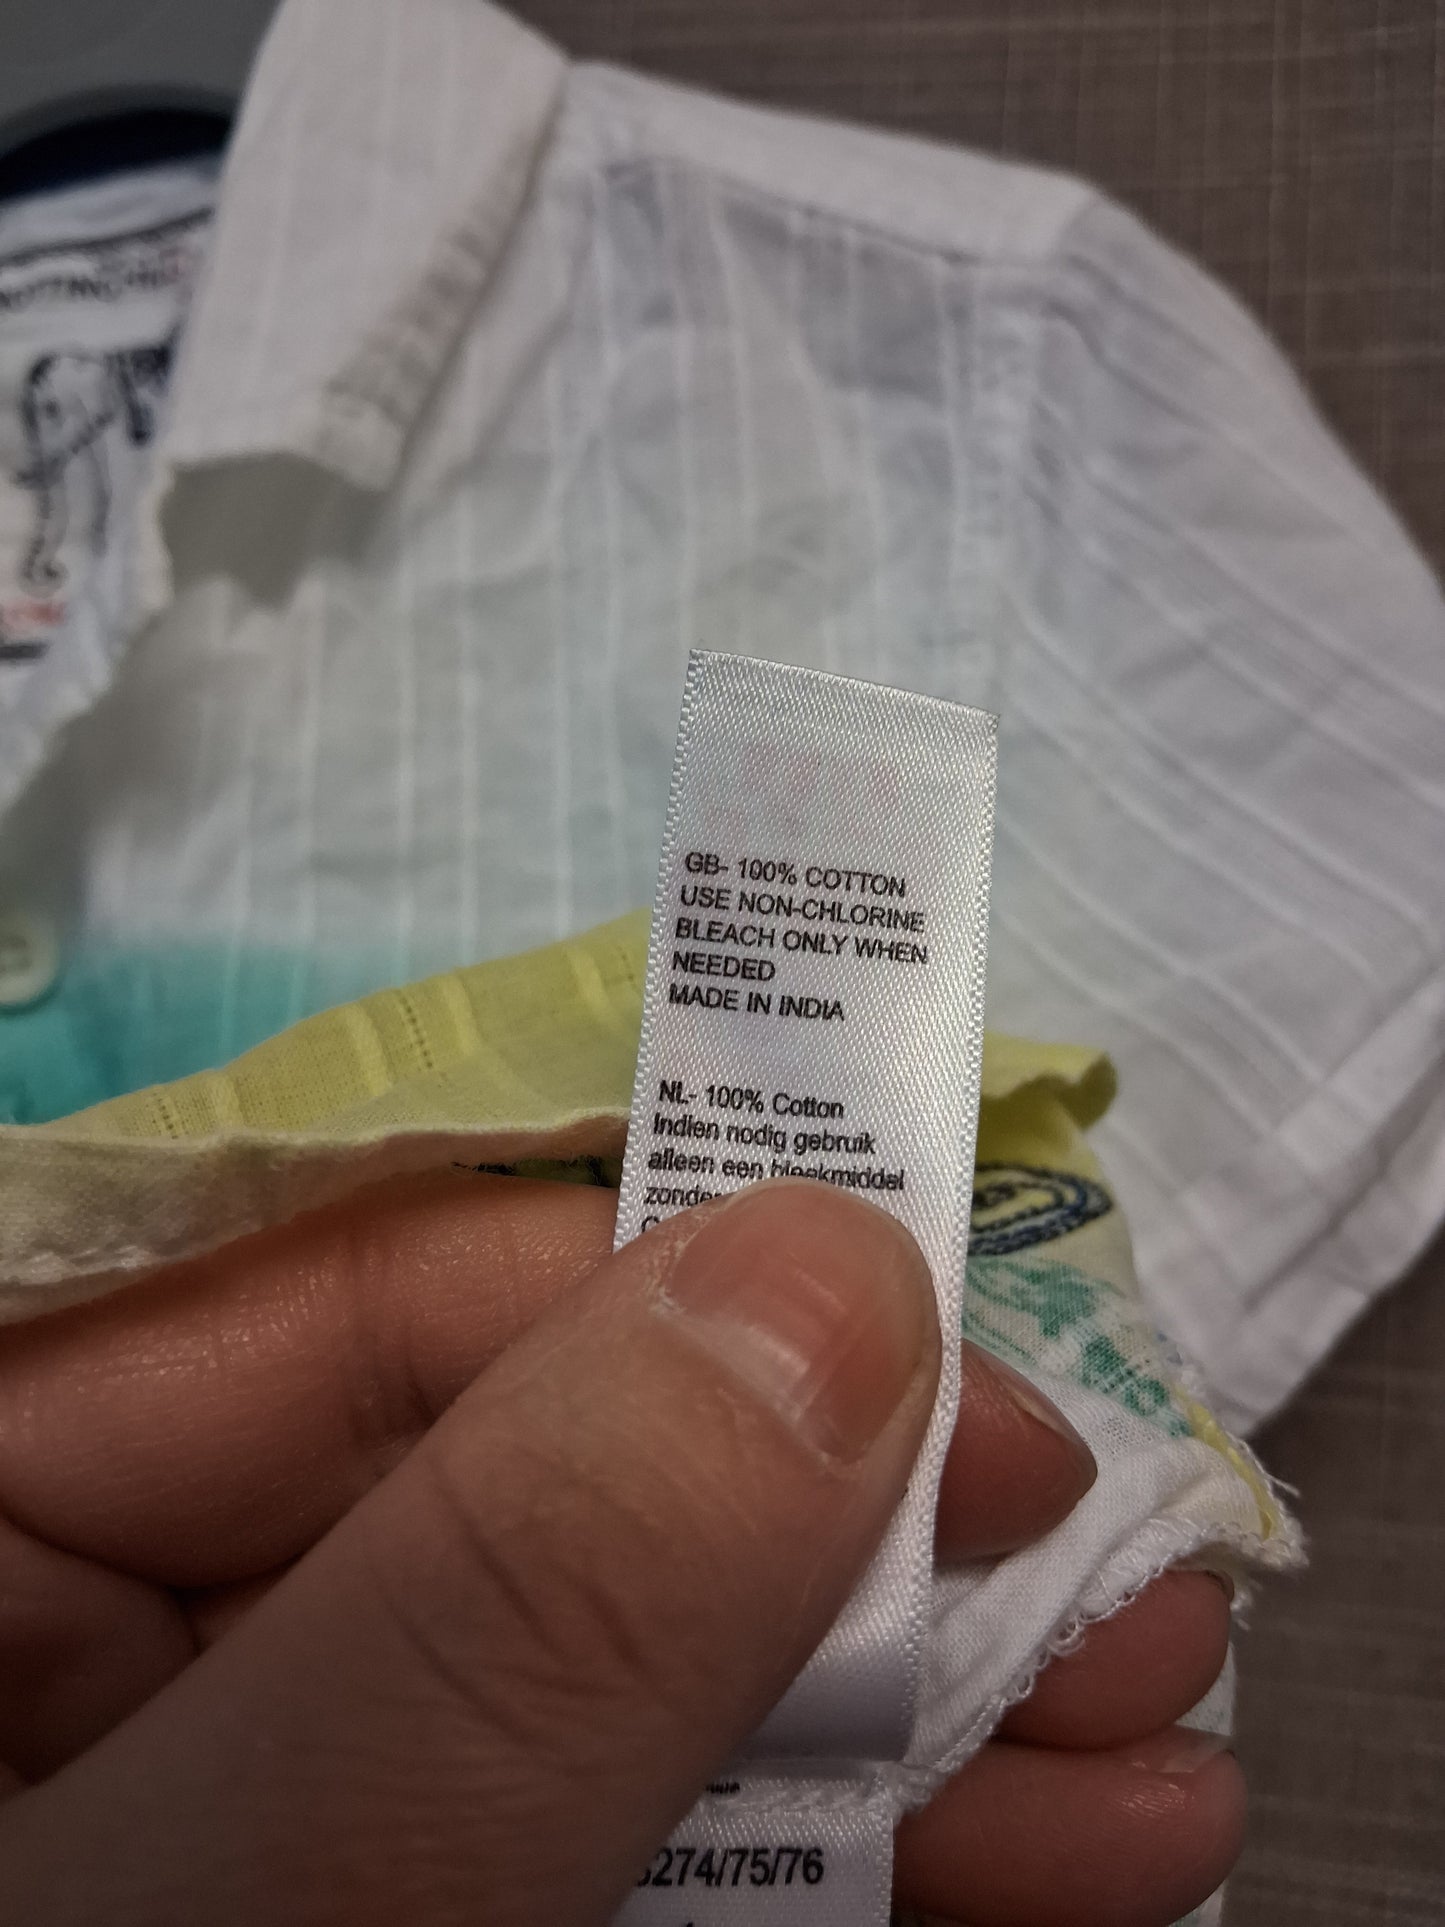 GB- 100% COTTON
USE NON-CHLORINE
BLEACH ONLY WHEN
NEEDED
MADE IN INDIA
NL- 100% Cotton
Indien nodig gebruik
alleen een bleekmiddel
274/75/76